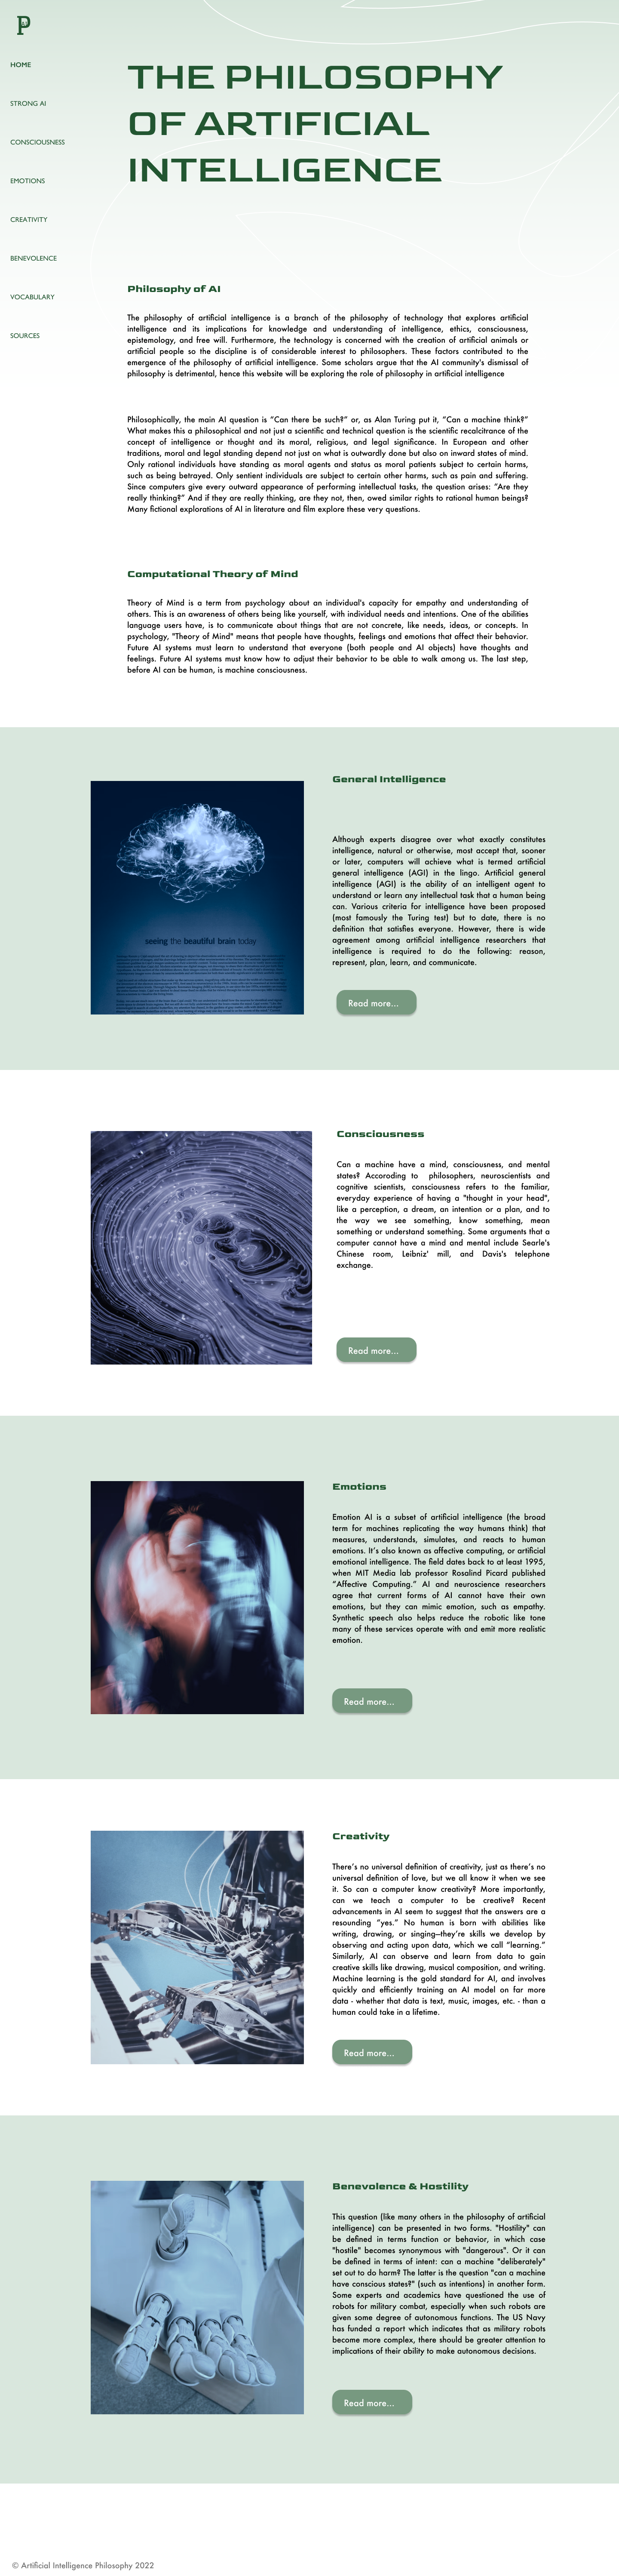 P
HOME
STRONG AI
CONSCIOUSNESS
EMOTIONS
CREATIVITY
BENEVOLENCE
VOCABULARY
SOURCES
THE PHILOSOPHY
OF ARTIFICIAL
INTELLIGENCE
Philosophy of AI
The philosophy of artificial intelligence is a branch of the philosophy of technology that explores artificial
intelligence and its implications for knowledge and understanding of intelligence, ethics, consciousness,
epistemology, and free will. Furthermore, the technology is concerned with the creation of artificial animals or
artificial people so the discipline is of considerable interest to philosophers. These factors contributed to the
emergence of the philosophy of artificial intelligence. Some scholars argue that the AI community's dismissal of
philosophy is detrimental, hence this website will be exploring the role of philosophy in artificial intelligence
Philosophically, the main AI question is “Can there be such?” or, as Alan Turing put it, “Can a machine think?”
What makes this a philosophical and not just a scientific and technical question is the scientific recalcitrance of the
concept of intelligence or thought and its moral, religious, and legal significance. In European and other
traditions, moral and legal standing depend not just on what is outwardly done but also on inward states of mind.
Only rational individuals have standing as moral agents and status as moral patients subject to certain harms,
such as being betrayed. Only sentient individuals are subject to certain other harms, such as pain and suffering.
Since computers give every outward appearance of performing intellectual tasks, the question arises: “Are they
really thinking?” And if they are really thinking, are they not, then, owed similar rights to rational human beings?
Many fictional explorations of AI in literature and film explore these very questions.
Computational Theory of Mind
Theory of Mind is a term from psychology about an individual's capacity for empathy and understanding of
others. This is an awareness of others being like yourself, with individual needs and intentions. One of the abilities
language users have, is to communicate about things that are not concrete, like needs, ideas, or concepts. In
psychology, "Theory of Mind" means that people have thoughts, feelings and emotions that affect their behavior.
Future AI systems must learn to understand that everyone (both people and AI objects) have thoughts and
feelings. Future AI systems must know how to adjust their behavior to be able to walk among us. The last step,
before AI can be human, is machine consciousness.
General Intelligence
Although experts disagree over what exactly constitutes
intelligence, natural or otherwise, most accept that, sooner
or later, computers will achieve what is termed artificial
general intelligence (AGI) in the lingo. Artificial general
intelligence (AGI) is the ability of an intelligent agent to
understand or learn any intellectual task that a human being
can. Various criteria for intelligence have been proposed
(most famously the Turing test) but to date, there is no
definition that satisfies everyone. However, there is wide
agreement among artificial intelligence researchers that
intelligence is required to do the following: reason,
represent, plan, learn, and communicate.
seeing the beautiful brain today
Read more...
Consciousness
Can a machine have a mind, consciousness, and mental
states? Accoroding to philosophers, neuroscientists and
cognitive scientists, consciousness refers to the familiar,
everyday experience of having a "thought in your head",
like a perception, a dream, an intention or a plan, and to
the way we see something, know something, mean
something or understand something. Some arguments that a
computer cannot have a mind and mental include Searle's
Chinese room, Leibniz' mill, and Davis's telephone
exchange.
Read more...
Emotions
Emotion AI is a subset of artificial intelligence (the broad
term for machines replicating the way humans think) that
measures, understands, simulates, and reacts to human
emotions. It’s also known as affective computing, or artificial
emotional intelligence. The field dates back to at least 1995,
when MIT Media lab professor Rosalind Picard published
“Affective Computing.” AI and neuroscience researchers
agree that current forms of AI cannot have their own
emotions, but they can mimic emotion, such as empathy.
Synthetic speech also helps reduce the robotic like tone
many of these services operate with and emit more realistic
emotion.
Read more...
Creativity
There’s no universal definition of creativity, just as there’s no
universal definition of love, but we all know it when we see
it. So can a computer know creativity? More importantly,
can we teach a computer to be creative? Recent
advancements in AI seem to suggest that the answers are a
resounding “yes.” No human is born with abilities like
writing, drawing, or singing—they’re skills we develop by
observing and acting upon data, which we call “learning.”
Similarly, AI can observe and learn from data to gain
creative skills like drawing, musical composition, and writing.
Machine learning is the gold standard for AI, and involves
quickly and efficiently training an AI model on far more
data - whether that data is text, music, images, etc. - than a
human could take in a lifetime.
Read more...
Benevolence & Hostility
This question (like many others in the philosophy of artificial
intelligence) can be presented in two forms. "Hostility" can
be defined in terms function or behavior, in which case
"hostile" becomes synonymous with "dangerous". Or it can
be defined in terms of intent: can a machine "deliberately"
set out to do harm? The latter is the question "can a machine
have conscious states?" (such as intentions) in another form.
Some experts and academics have questioned the use of
robots for military combat, especially when such robots are
given some degree of autonomous functions. The US Navy
has funded a report which indicates that as military robots
become more complex, there should be greater attention to
implications of their ability to make autonomous decisions.
Read more...
© Artificial Intelligence Philosophy 2022